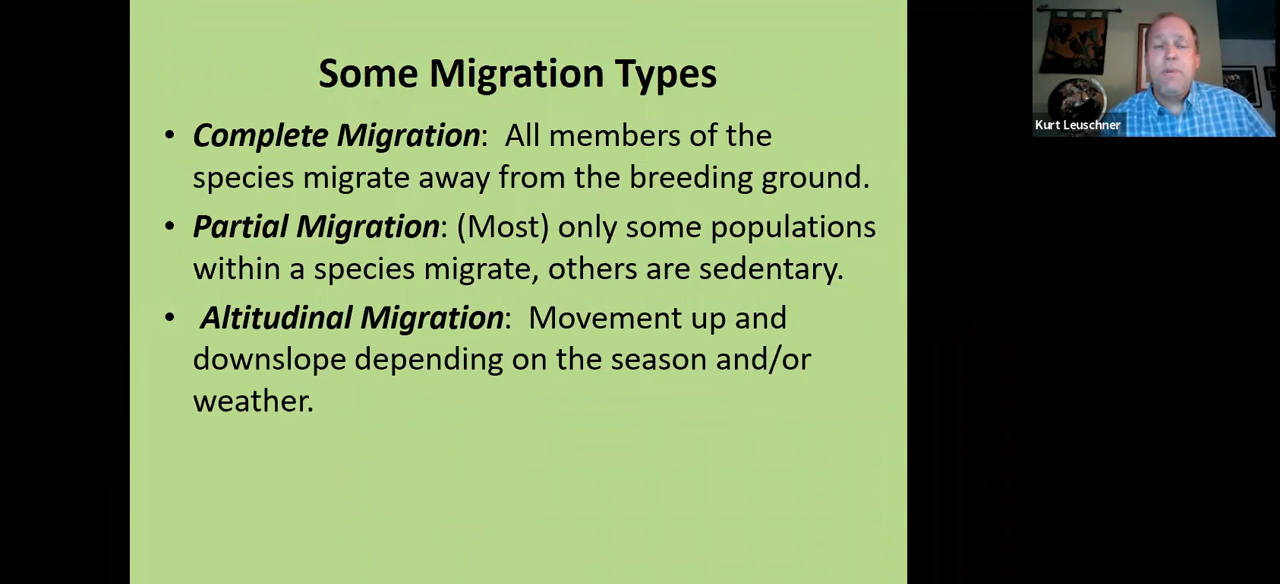 Some Migration Types
• Complete Migration: All members of the
species migrate away from the breeding ground.
• Partial Migration: (Most) only some populations
within a species migrate, others are sedentary.
• Altitudinal Migration: Movement up and
downslope depending on the season and/or
weather.
Kurt Leuschner